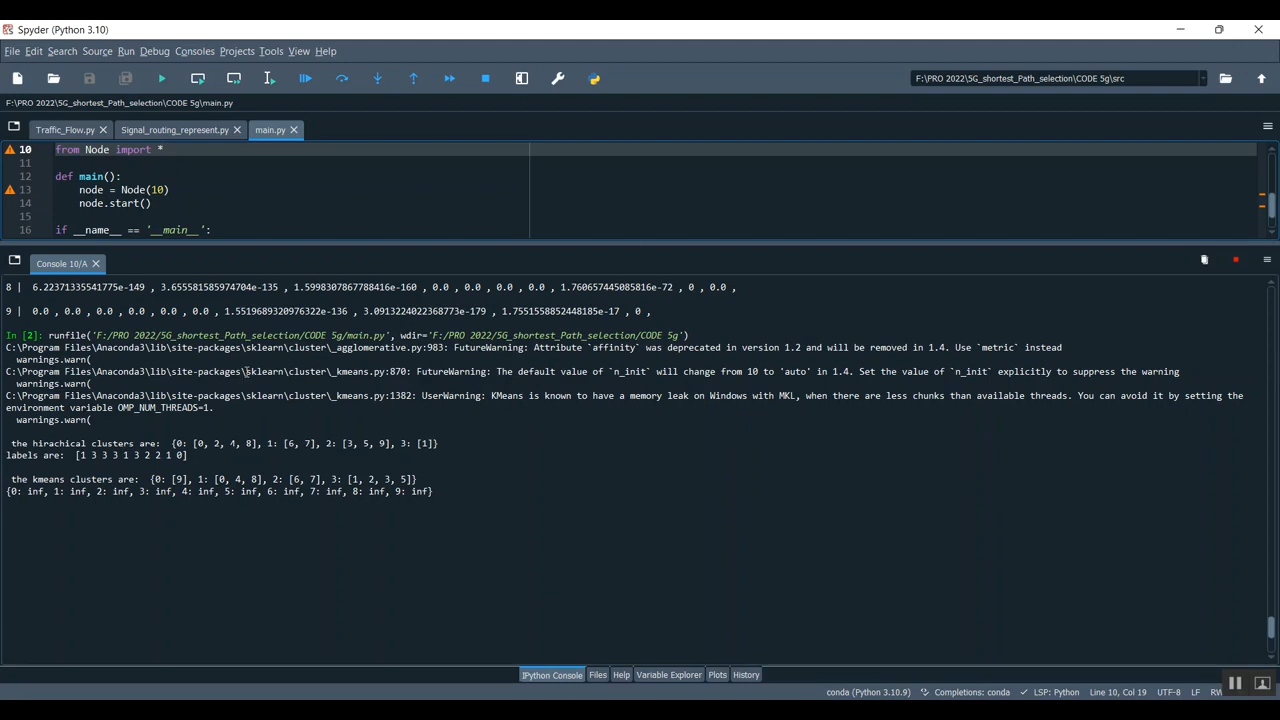 Spyder (Python 3.10)
File Edit Search Source Run Debug Consoles Projects Tools View Help
F:\PRO 2022\5G_shortest_Path_selection\CODE 5g\src
F:\PRO 2022\5G_shortest_Path_selection\CODE 5g\main.py
Traffic_Flow.py Signal_routing_represent.py main.py
10 from Node import *
11
12 def main():
13 node = Node(10)
14 node.start()
15
16 if __name__ == '__main__':
Console 10/A
8 | 6.22371335541775e-149 , 3.655581585974704e-135 , 1.5998307867788416e-160 , 0.0 , 0.0 , 0.0 , 0.0 , 1.760657445085816e-72 , 0 , 0.0 ,
9 | 0.0 , 0.0 , 0.0 , 0.0 , 0.0 , 0.0 , 1.5519689320976322e-136 , 3.0913224022368773e-179 , 1.7551558852448185e-17 , 0 ,
In [2]: runfile('F:/PRO 2022/5G_shortest_Path_selection/CODE 5g/main.py', wdir='F:/PRO 2022/5G_shortest_Path_selection/CODE 5g')
C:\Program Files\Anaconda3\lib\site-packages\sklearn\cluster\_agglomerative.py:983: FutureWarning: Attribute `affinity` was deprecated in version 1.2 and will be removed in 1.4. Use `metric` instead
warnings.warn(
C:\Program Files\Anaconda3\lib\site-packages\sklearn\cluster\_kmeans.py:870: FutureWarning: The default value of `n_init` will change from 10 to 'auto' in 1.4. Set the value of `n_init` explicitly to suppress the warning
warnings.warn(
C:\Program Files\Anaconda3\lib\site-packages\sklearn\cluster\_kmeans.py:1382: UserWarning: KMeans is known to have a memory leak on Windows with MKL, when there are less chunks than available threads. You can avoid it by setting the
environment variable OMP_NUM_THREADS=1.
warnings.warn(
the hirachical clusters are: {0: [0, 2, 4, 8], 1: [6, 7], 2: [3, 5, 9], 3: [1]}
labels are: [1 3 3 3 1 3 2 2 1 0]
the kmeans clusters are: {0: [9], 1: [0, 4, 8], 2: [6, 7], 3: [1, 2, 3, 5]}
{0: inf, 1: inf, 2: inf, 3: inf, 4: inf, 5: inf, 6: inf, 7: inf, 8: inf, 9: inf}
IPython Console Files Help Variable Explorer Plots History
conda (Python 3.10.9) Completions: conda LSP: Python Line 10, Col 19 UTF-8 LF RW